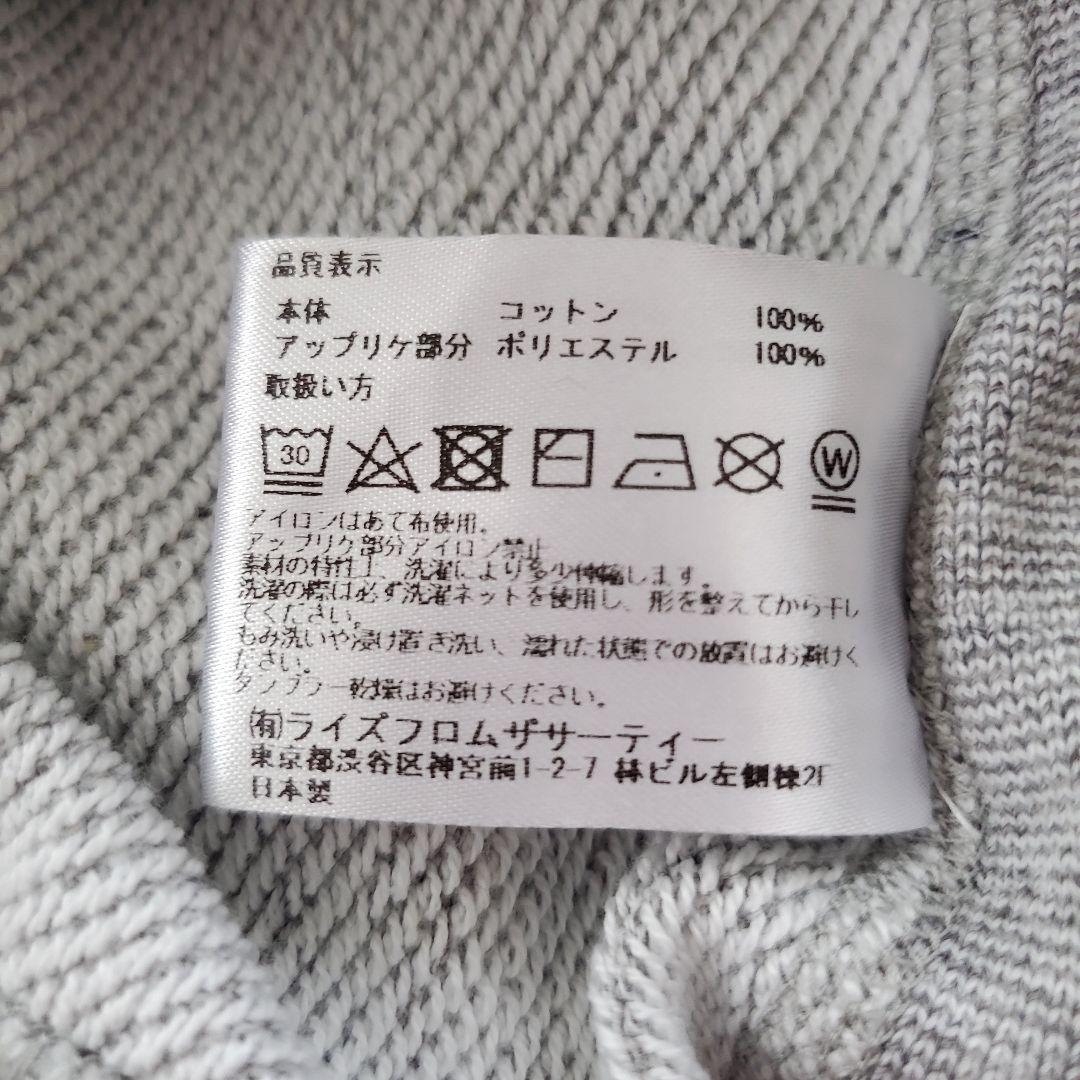 品質表示
本体 コットン 100%
アップリケ部分 ポリエステル 100%
取扱い方
30
W
アイロンはあて布使用。
アップリケ部分アイロン禁止
素材の特性上、洗濯により多少伸縮します。
洗濯の際は必ず洗濯ネットを使用し、形を整えてから干し
てください。
もみ洗いや浸け置き洗い、濡れた状態での放置はお避けく
ださい。
タンブラー乾燥はお避けください。
(有)ライズフロムザサーティー
東京都渋谷区神宮前1-2-7 林ビル左側棟2F
日本製